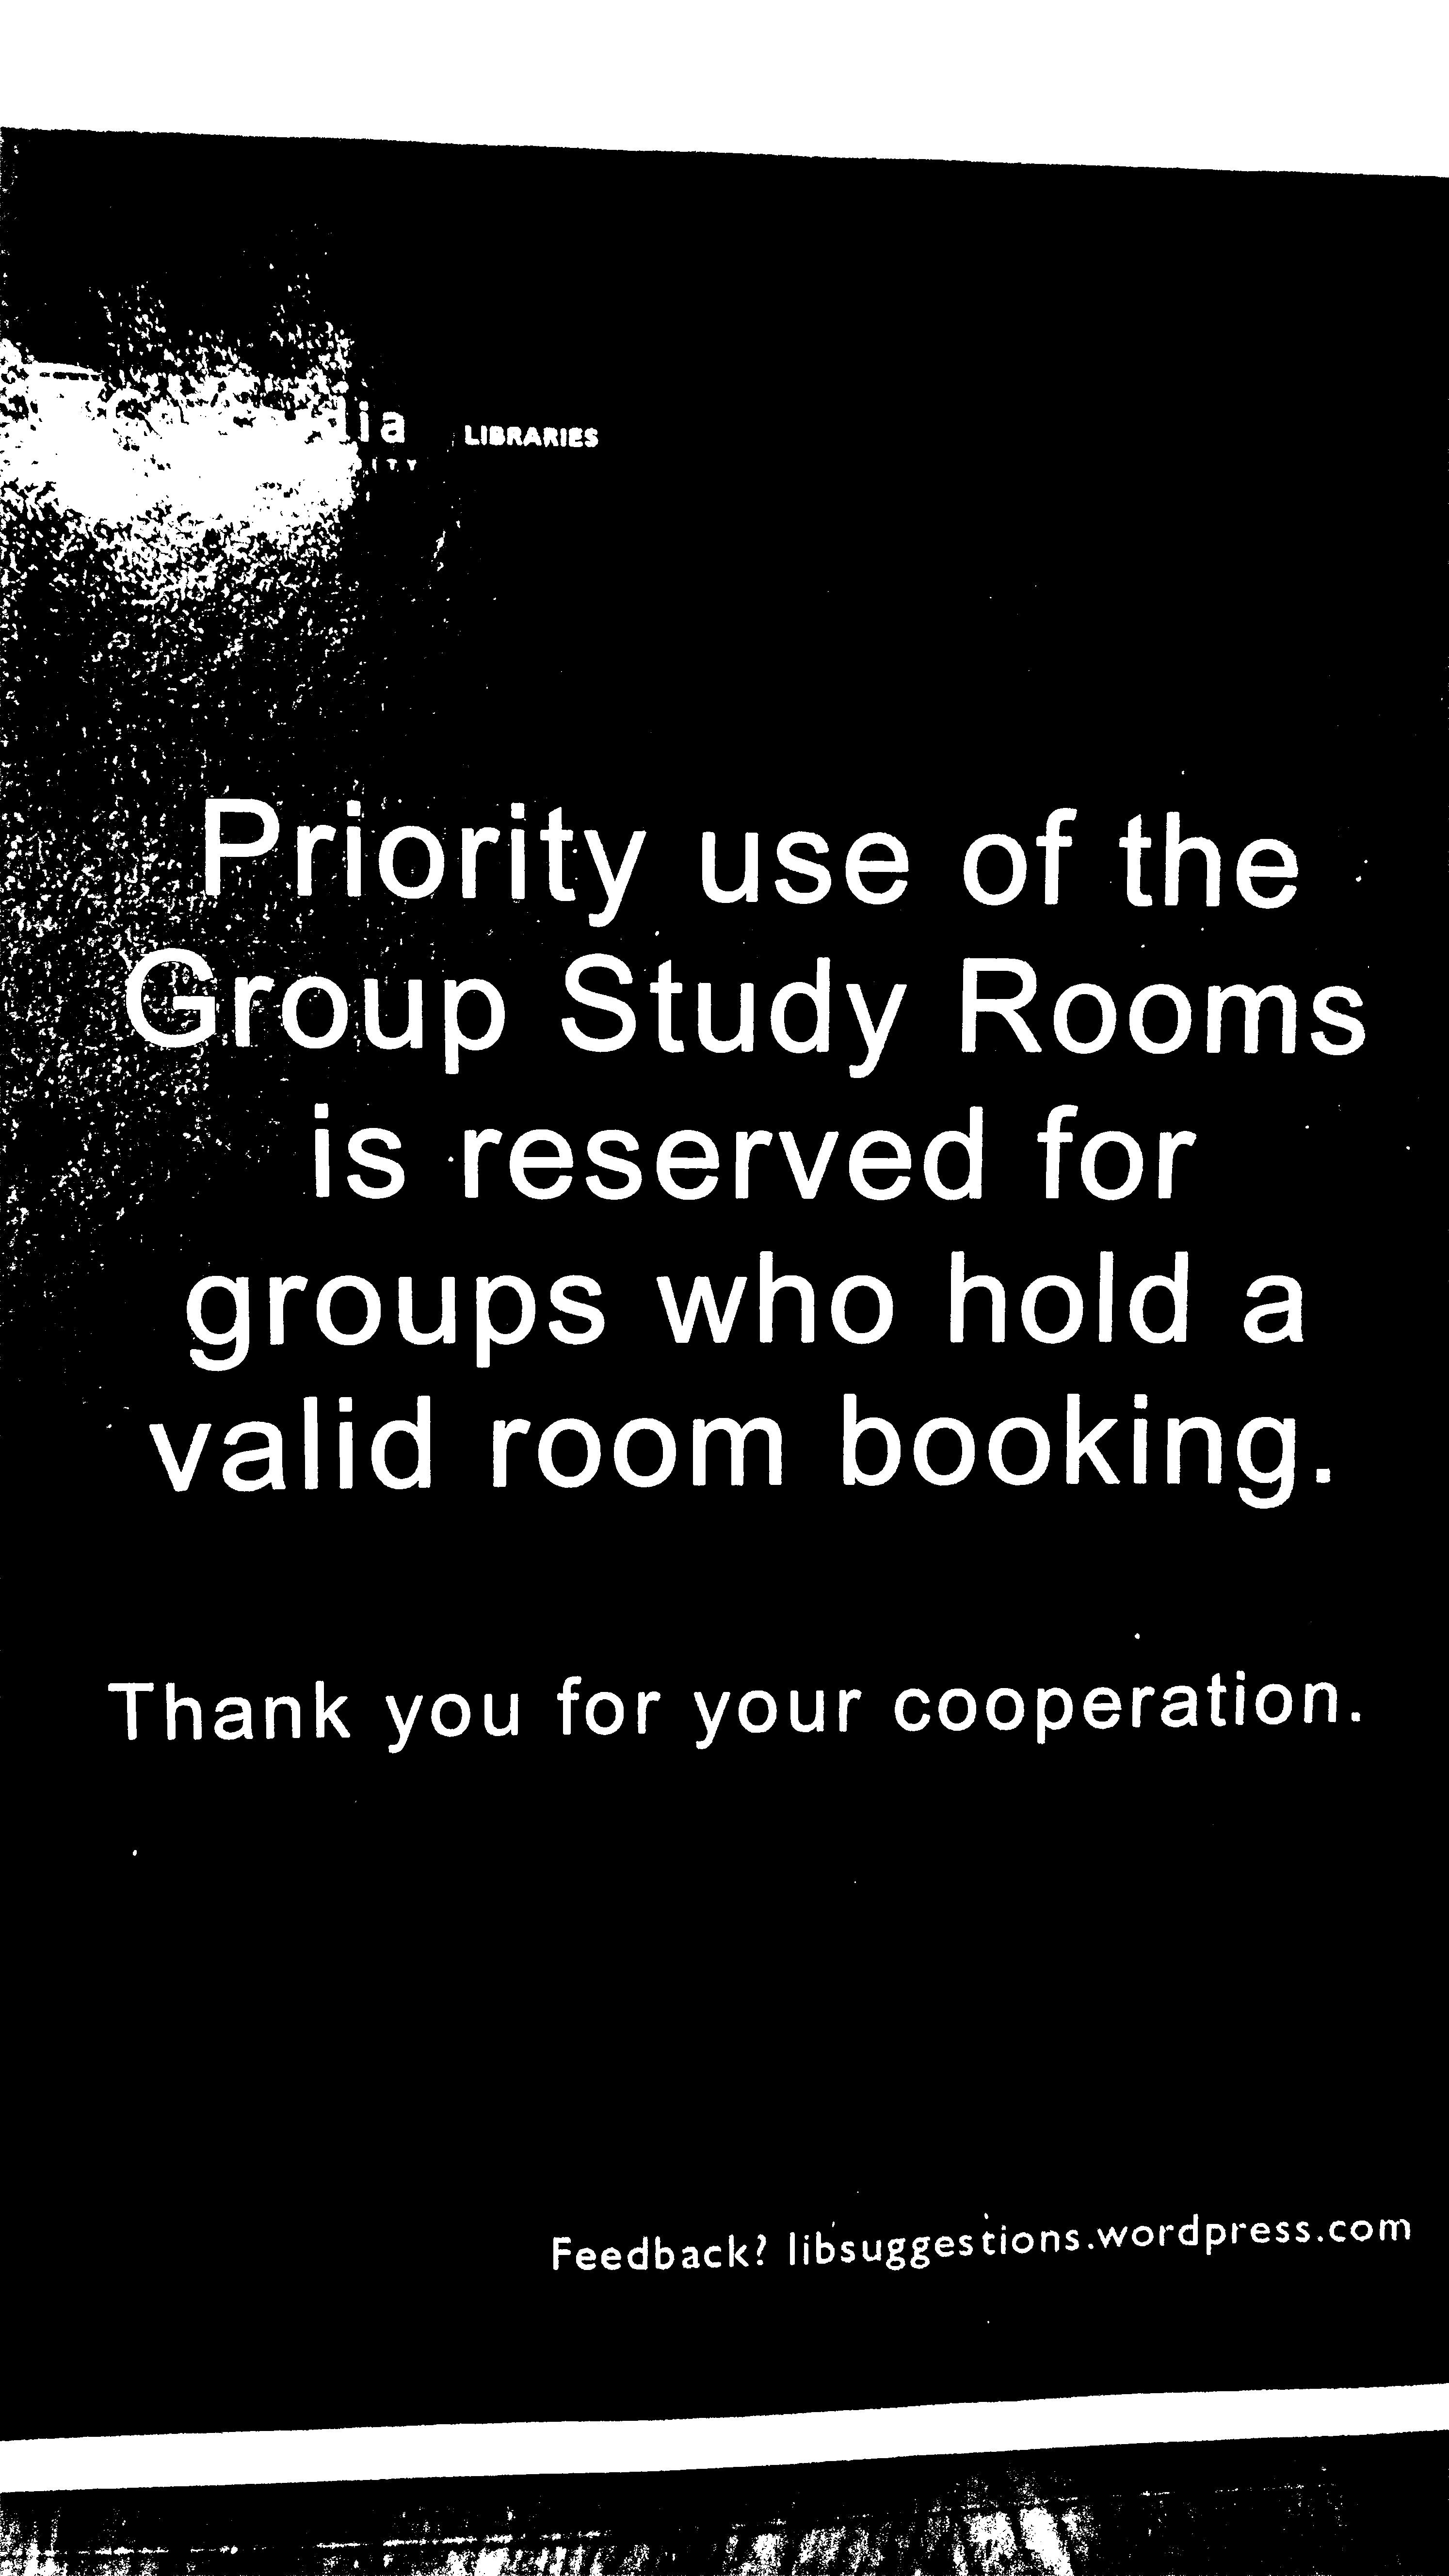 LIBRARIES
Priority use of the
Group Study Rooms
is reserved for
groups who hold a
valid room booking.
Thank you for your cooperation.
Feedback? libsuggestions.wordpress.com